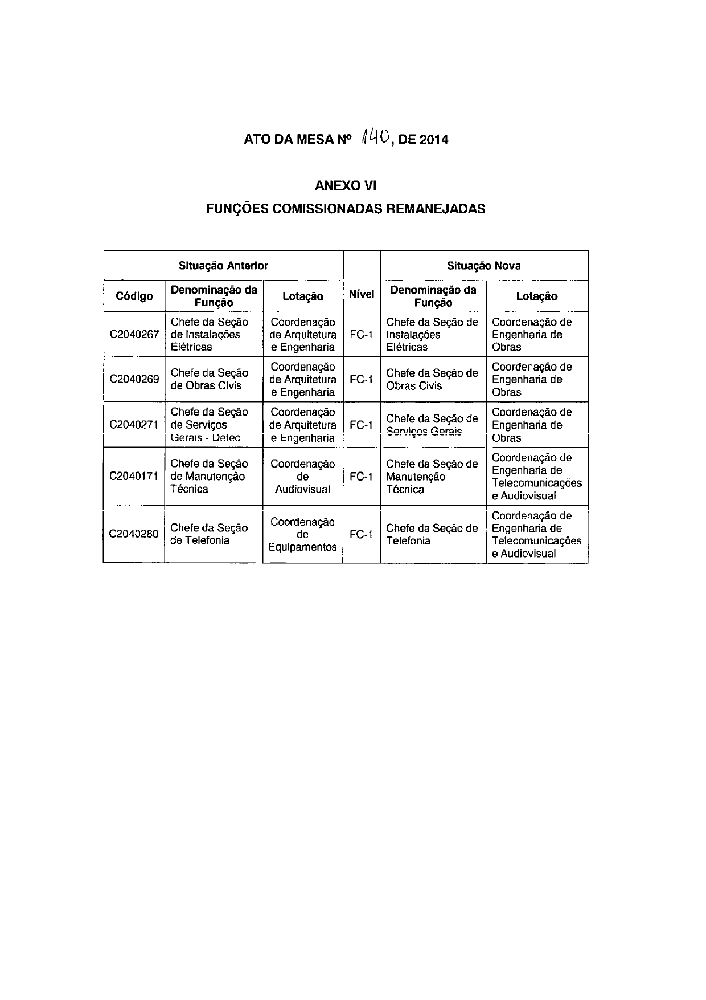 ATO DA MESA Nº 140, DE 2014
ANEXO VI
FUNÇÕES COMISSIONADAS REMANEJADAS
Situação Anterior
Nível
Situação Nova
Código
Denominação da
Função
Lotação
Denominação da
Função
Lotação
C2040267
Chefe da Seção
de Instalações
Elétricas
Coordenação
de Arquitetura
e Engenharia
FC-1
Chefe da Seção de
Instalações
Elétricas
Coordenação de
Engenharia de
Obras
C2040269
Chefe da Seção
de Obras Civis
Coordenação
de Arquitetura
e Engenharia
FC-1
Chefe da Seção de
Obras Civis
Coordenação de
Engenharia de
Obras
C2040271
Chefe da Seção
de Serviços
Gerais - Detec
Coordenação
de Arquitetura
e Engenharia
FC-1
Chefe da Seção de
Serviços Gerais
Coordenação de
Engenharia de
Obras
C2040171
Chefe da Seção
de Manutenção
Técnica
Coordenação
de
Audiovisual
FC-1
Chefe da Seção de
Manutenção
Técnica
Coordenação de
Engenharia de
Telecomunicações
e Audiovisual
C2040280
Chefe da Seção
de Telefonia
Coordenação
de
Equipamentos
FC-1
Chefe da Seção de
Telefonia
Coordenação de
Engenharia de
Telecomunicações
e Audiovisual